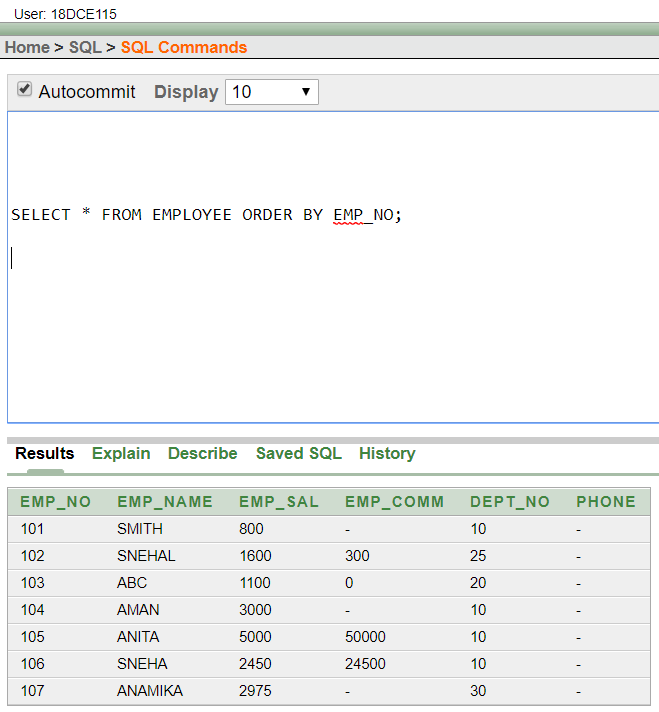 User: 18DCE115
Home > SQL > SQL Commands
Autocommit Display 10
SELECT * FROM EMPLOYEE ORDER BY EMP_NO;
Results Explain Describe Saved SQL History
EMP_NO EMP_NAME EMP_SAL EMP_COMM DEPT_NO PHONE
101 SMITH 800 - 10 -
102 SNEHAL 1600 300 25 -
103 ABC 1100 0 20 -
104 AMAN 3000 - 10 -
105 ANITA 5000 50000 10 -
106 SNEHA 2450 24500 10 -
107 ANAMIKA 2975 - 30 -